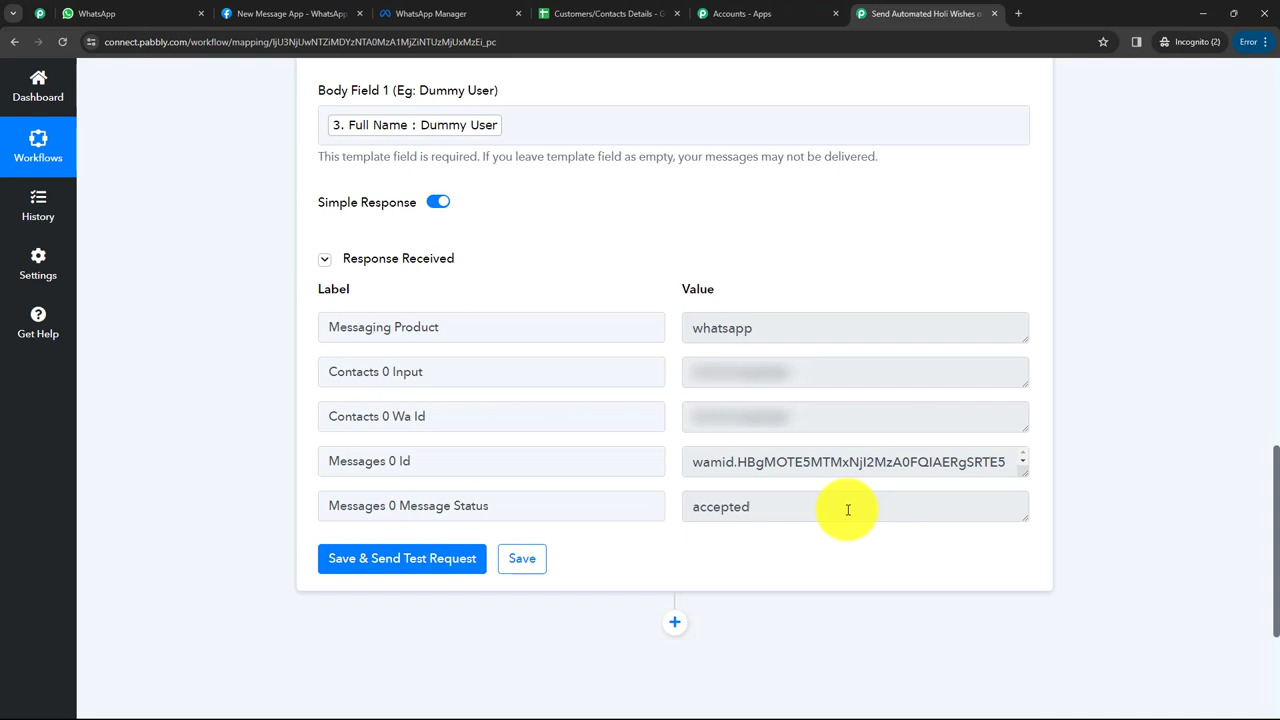 WhatsApp
New Message App - WhatsApp
WhatsApp Manager
Customers/Contacts Details - G
Accounts - Apps
Send Automated Holi Wishes o
connect.pabbly.com/workflow/mapping/IjU3NjUwNTZiMDYzNTA0MzA1MjZiNTUzMjUxMzEi_pc
Incognito (2)
Error
Dashboard
Workflows
History
Settings
Get Help
Body Field 1 (Eg: Dummy User)
3. Full Name : Dummy User
This template field is required. If you leave template field as empty, your messages may not be delivered.
Simple Response
Response Received
Label Value
Messaging Product whatsapp
Contacts 0 Input
Contacts 0 Wa Id
Messages 0 Id wamid.HBgMOTE5MTMxNjI2MzA0FQIAERgSRTE5
Messages 0 Message Status accepted
Save & Send Test Request Save